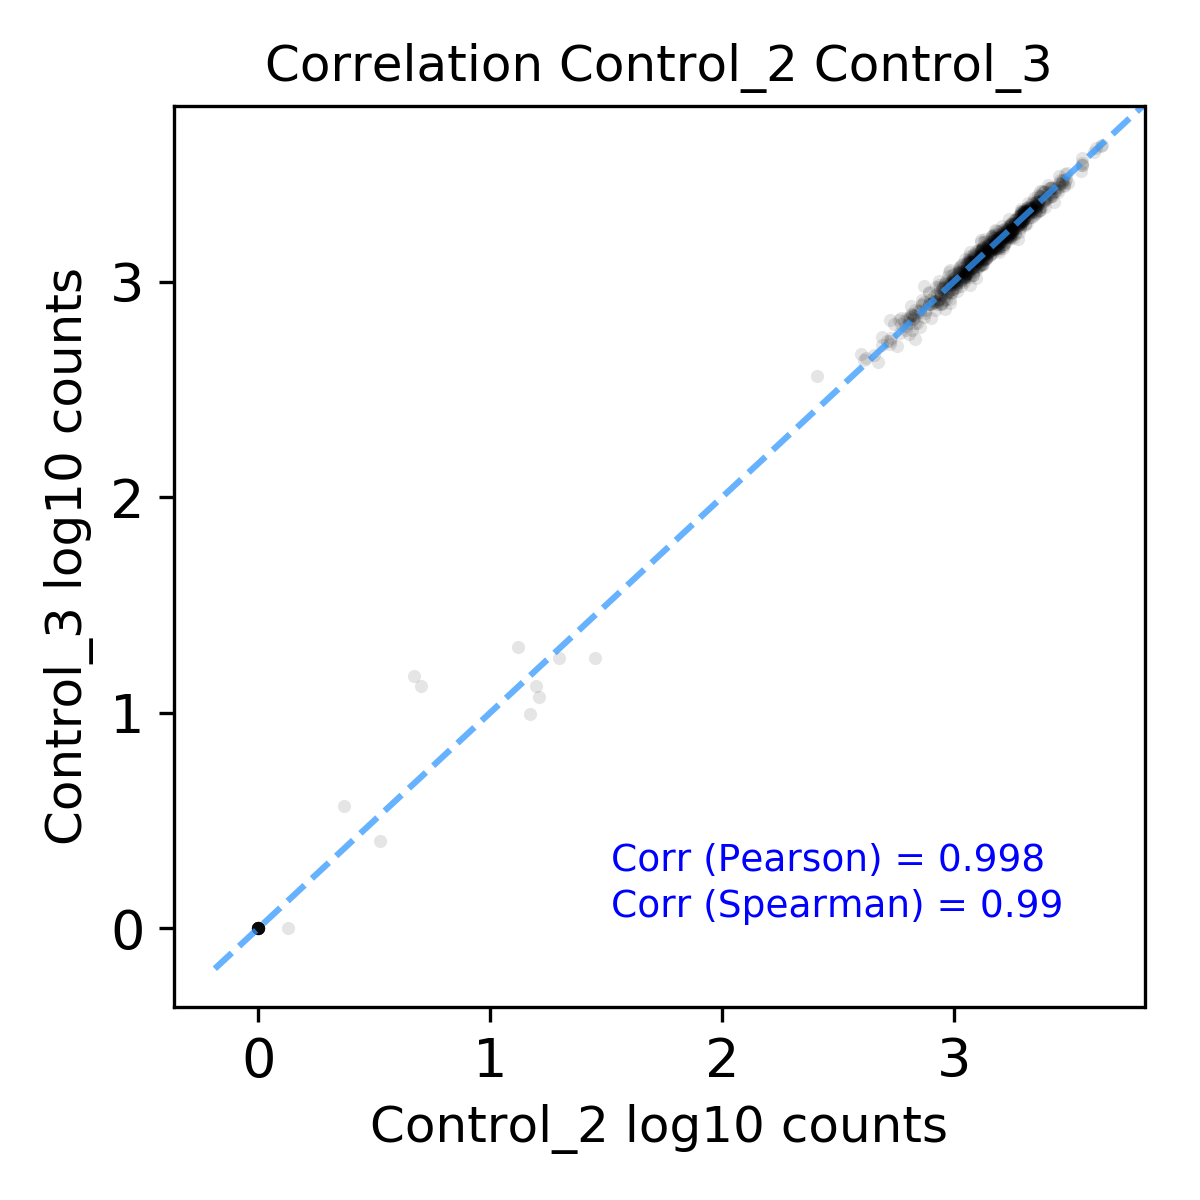 Correlation Control_2 Control_3
Control_3 log10 counts
3
2
1
0
Corr (Pearson) = 0.998
Corr (Spearman) = 0.99
0 1 2 3
Control_2 log10 counts